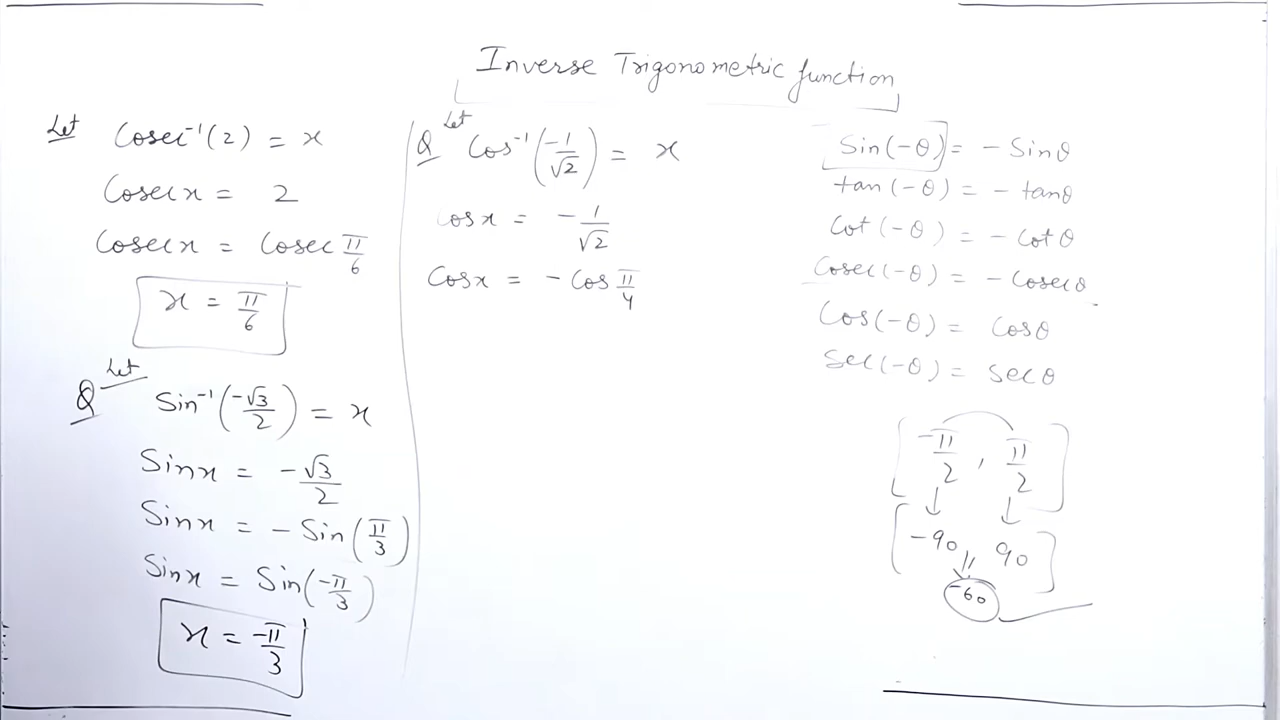 Inverse Trigonometric function
Let Cosec⁻¹(2) = x
Cosec x = 2
Cosec x = Cosec π/6
x = π/6
Q Let Sin⁻¹(-√3/2) = x
Sin x = -√3/2
Sin x = - Sin(π/3)
Sin x = Sin(-π/3)
x = -π/3
Q Let Cos⁻¹(-1/√2) = x
Cos x = -1/√2
Cos x = - Cos π/4
Sin(-θ) = - Sinθ
tan(-θ) = - tanθ
Cot(-θ) = - Cotθ
Cosec(-θ) = - Cosecθ
Cos(-θ) = Cosθ
Sec(-θ) = Secθ
[-π/2, π/2]
[-90, 90]
-60